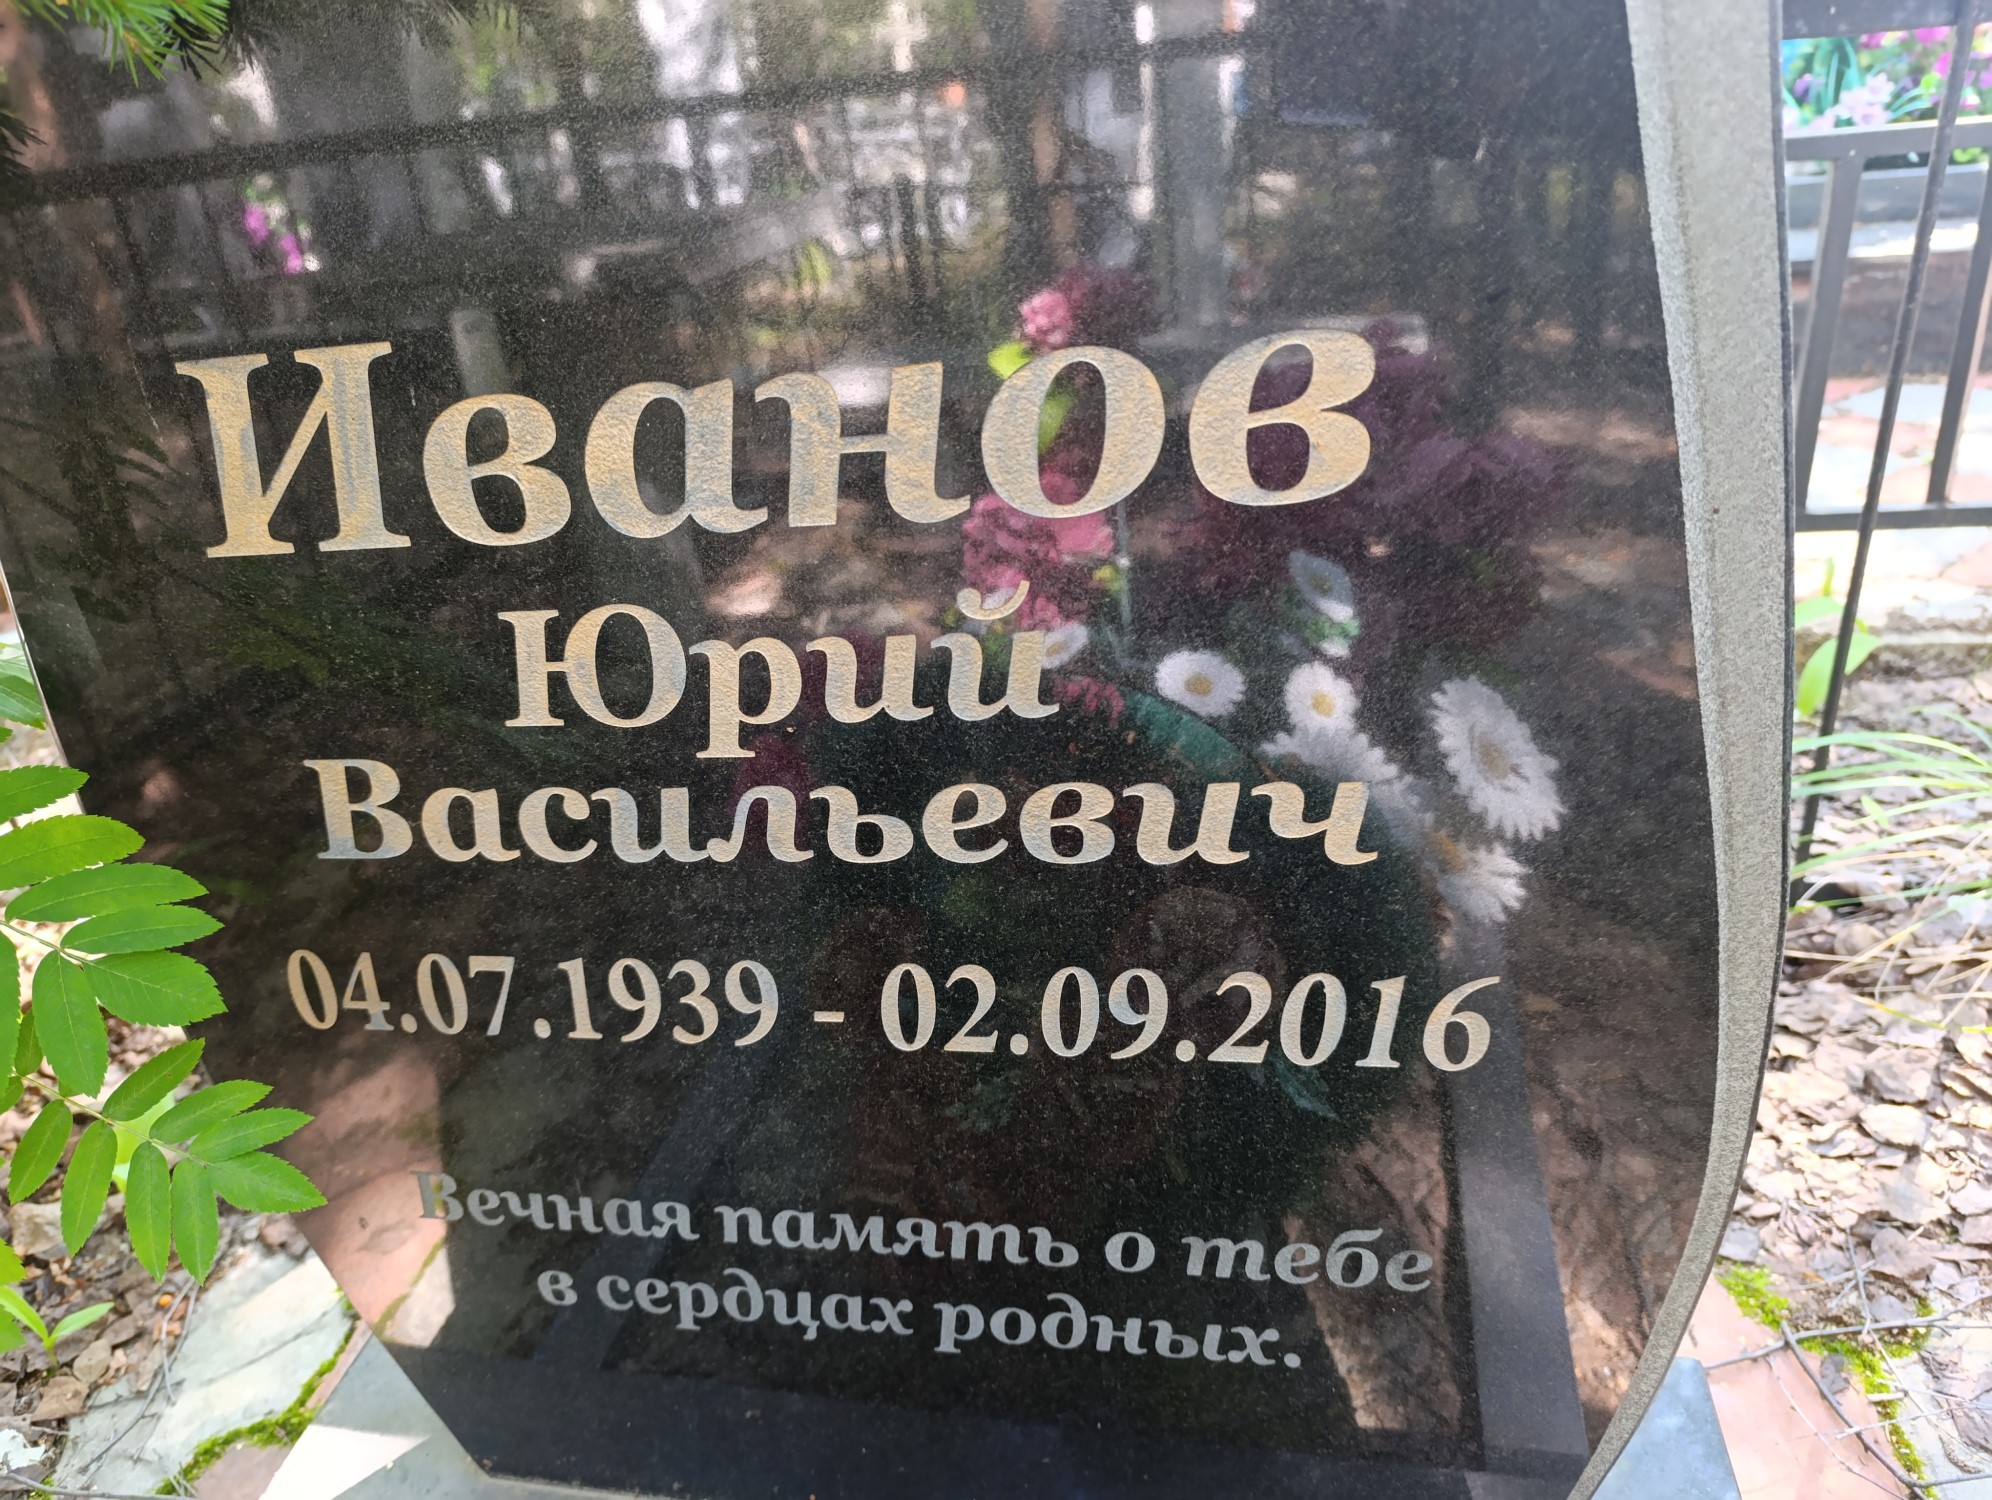 Иванов
Юрий
Васильевич
04.07.1939 - 02.09.2016
Вечная память о тебе
в сердцах родных.